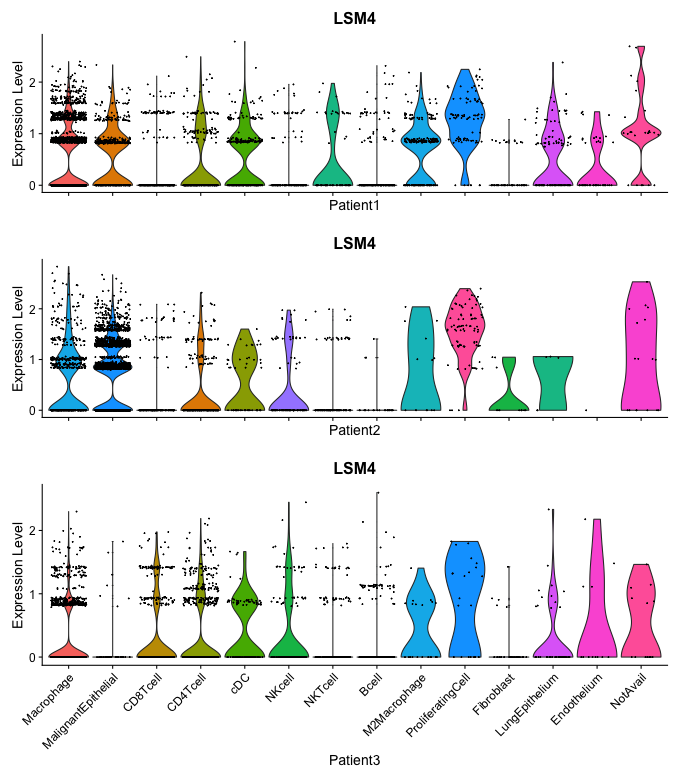 LSM4
Expression Level
2
1
0
Patient1
LSM4
Expression Level
2
1
0
Patient2
LSM4
Expression Level
2
1
0
Macrophage
MalignantEpithelial
CD8Tcell
CD4Tcell
cDC
NKcell
NKTcell
Bcell
M2Macrophage
ProliferatingCell
Fibroblast
LungEpithelium
Endothelium
NotAvail
Patient3